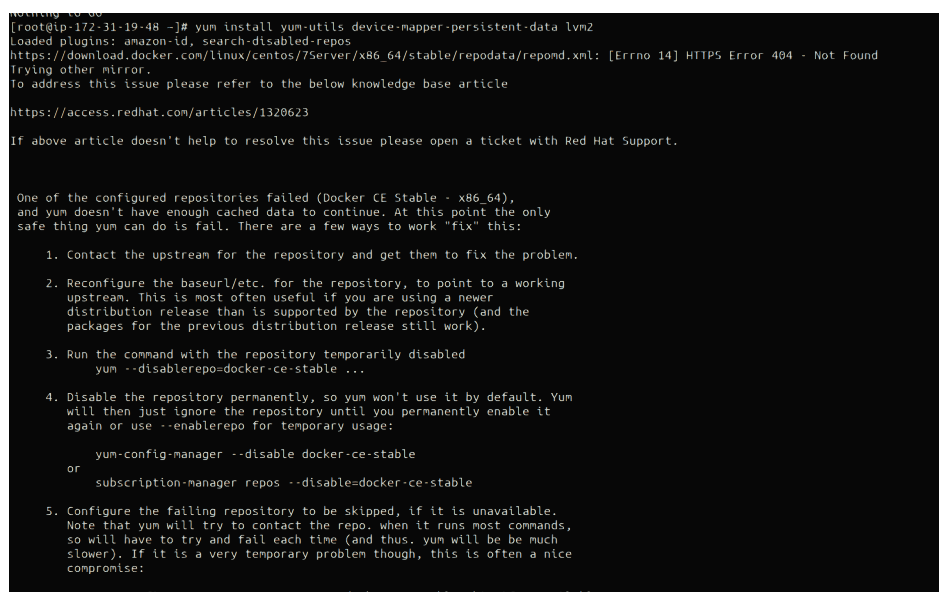 Nothing to do
[root@ip-172-31-19-48 ~]# yum install yum-utils device-mapper-persistent-data lvm2
Loaded plugins: amazon-id, search-disabled-repos
https://download.docker.com/linux/centos/7Server/x86_64/stable/repodata/repomd.xml: [Errno 14] HTTPS Error 404 - Not Found
Trying other mirror.
To address this issue please refer to the below knowledge base article
https://access.redhat.com/articles/1320623
If above article doesn't help to resolve this issue please open a ticket with Red Hat Support.
One of the configured repositories failed (Docker CE Stable - x86_64),
and yum doesn't have enough cached data to continue. At this point the only
safe thing yum can do is fail. There are a few ways to work "fix" this:
1. Contact the upstream for the repository and get them to fix the problem.
2. Reconfigure the baseurl/etc. for the repository, to point to a working
upstream. This is most often useful if you are using a newer
distribution release than is supported by the repository (and the
packages for the previous distribution release still work).
3. Run the command with the repository temporarily disabled
yum --disablerepo=docker-ce-stable ...
4. Disable the repository permanently, so yum won't use it by default. Yum
will then just ignore the repository until you permanently enable it
again or use --enablerepo for temporary usage:
yum-config-manager --disable docker-ce-stable
or
subscription-manager repos --disable=docker-ce-stable
5. Configure the failing repository to be skipped, if it is unavailable.
Note that yum will try to contact the repo. when it runs most commands,
so will have to try and fail each time (and thus. yum will be be much
slower). If it is a very temporary problem though, this is often a nice
compromise: